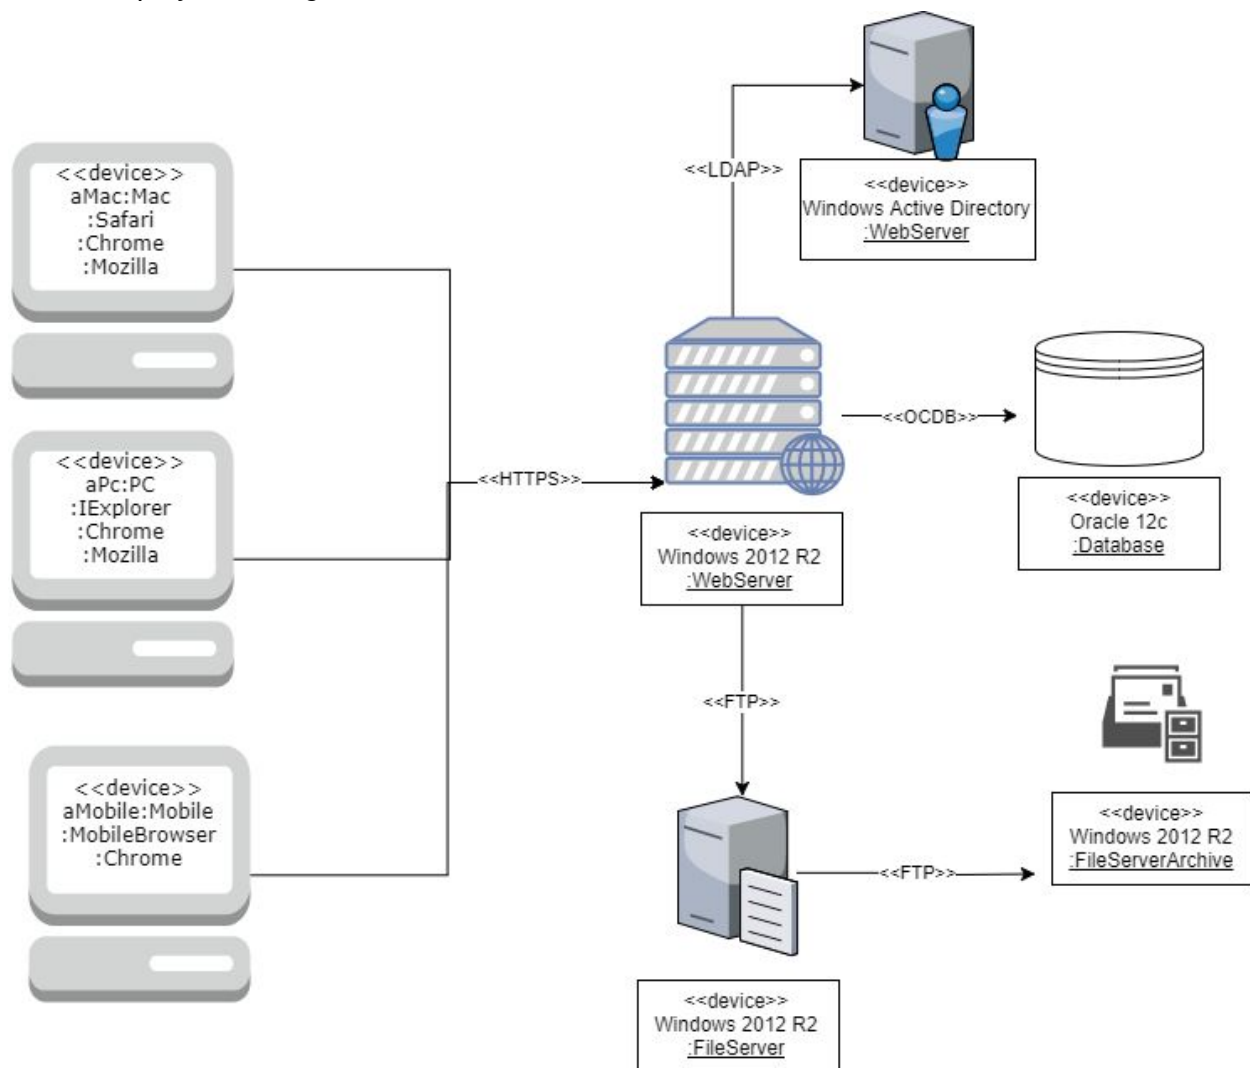 <<device>>
aMac:Mac
:Safari
:Chrome
:Mozilla
<<device>>
aPc:PC
:IExplorer
:Chrome
:Mozilla
<<device>>
aMobile:Mobile
:MobileBrowser
:Chrome
<<HTTPS>>
<<LDAP>>
<<device>>
Windows Active Directory
:WebServer
<<OCDB>>
<<device>>
Oracle 12c
:Database
<<device>>
Windows 2012 R2
:WebServer
<<FTP>>
<<device>>
Windows 2012 R2
:FileServer
<<FTP>>
<<device>>
Windows 2012 R2
:FileServerArchive